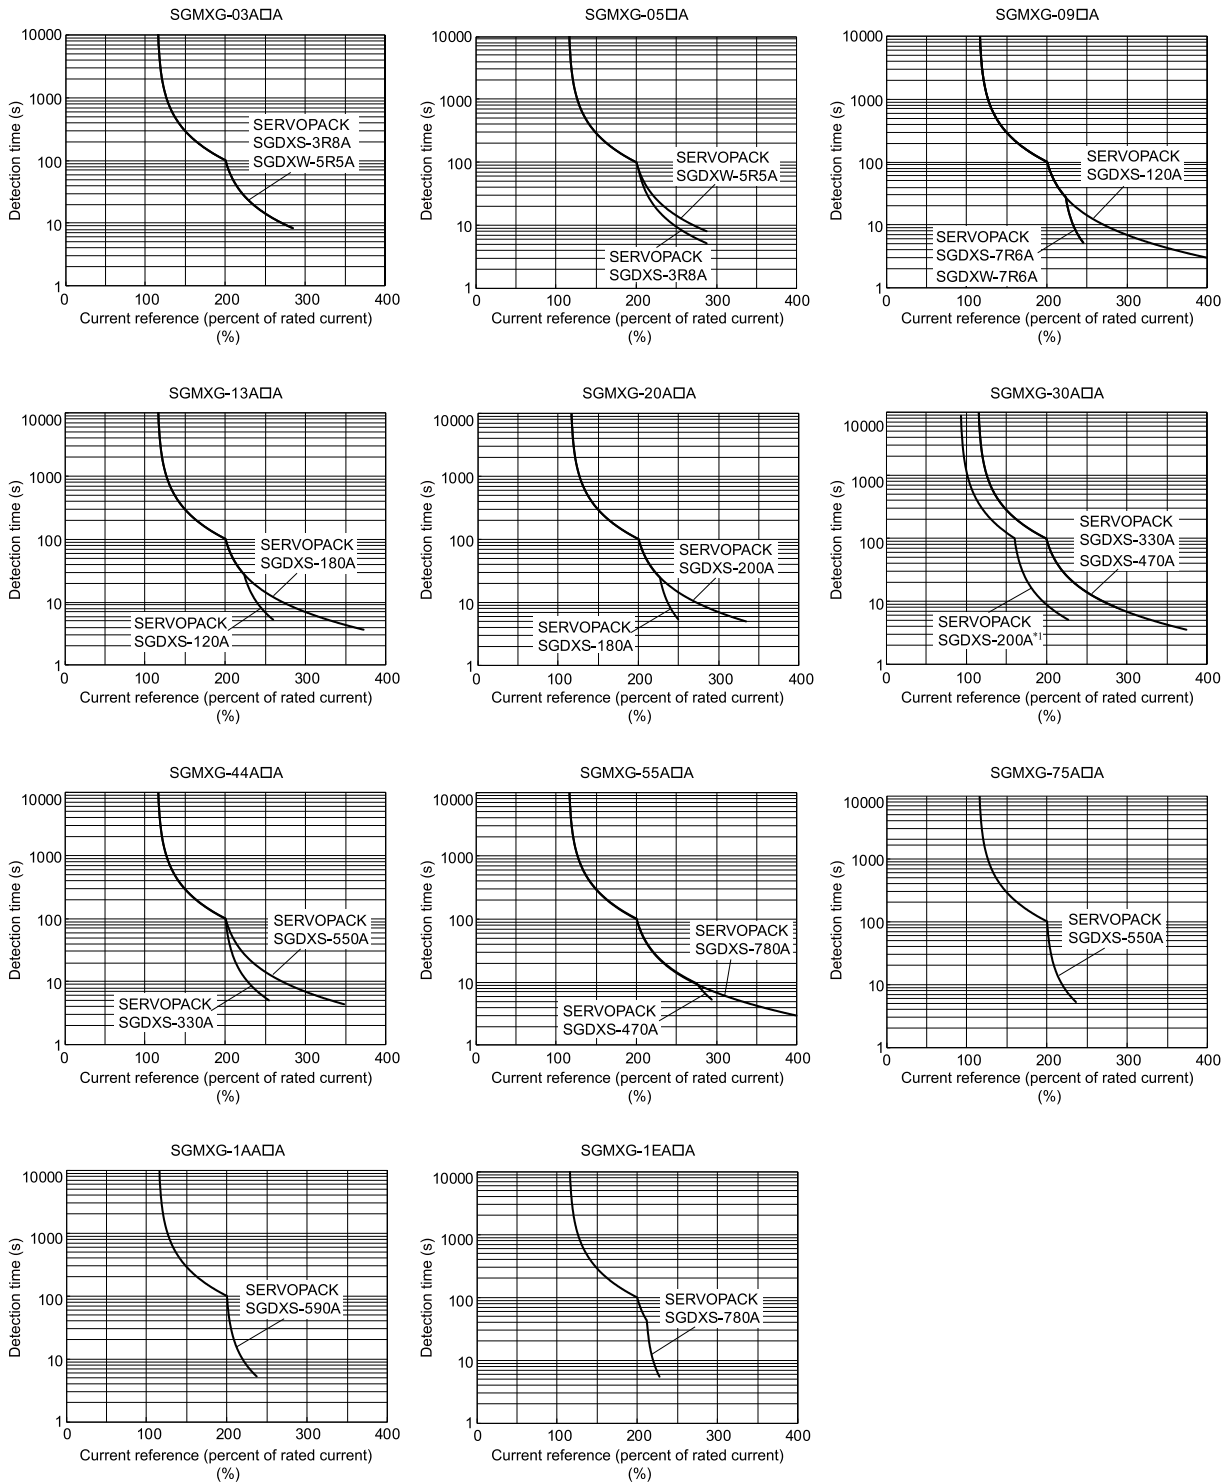 SGMXG-03A□A
Detection time (s)
10000
1000
100
10
1
SERVOPACK
SGDXS-3R8A
SGDXW-5R5A
0 100 200 300 400
Current reference (percent of rated current)
(%)
SGMXG-05□A
Detection time (s)
10000
1000
100
10
1
SERVOPACK
SGDXW-5R5A
SERVOPACK
SGDXS-3R8A
0 100 200 300 400
Current reference (percent of rated current)
(%)
SGMXG-09□A
Detection time (s)
10000
1000
100
10
1
SERVOPACK
SGDXS-120A
SERVOPACK
SGDXS-7R6A
SGDXW-7R6A
0 100 200 300 400
Current reference (percent of rated current)
(%)
SGMXG-13A□A
Detection time (s)
10000
1000
100
10
1
SERVOPACK
SGDXS-180A
SERVOPACK
SGDXS-120A
0 100 200 300 400
Current reference (percent of rated current)
(%)
SGMXG-20A□A
Detection time (s)
10000
1000
100
10
1
SERVOPACK
SGDXS-200A
SERVOPACK
SGDXS-180A
0 100 200 300 400
Current reference (percent of rated current)
(%)
SGMXG-30A□A
Detection time (s)
10000
1000
100
10
1
SERVOPACK
SGDXS-330A
SGDXS-470A
SERVOPACK
SGDXS-200A*1
0 100 200 300 400
Current reference (percent of rated current)
(%)
SGMXG-44A□A
Detection time (s)
10000
1000
100
10
1
SERVOPACK
SGDXS-550A
SERVOPACK
SGDXS-330A
0 100 200 300 400
Current reference (percent of rated current)
(%)
SGMXG-55A□A
Detection time (s)
10000
1000
100
10
1
SERVOPACK
SGDXS-780A
SERVOPACK
SGDXS-470A
0 100 200 300 400
Current reference (percent of rated current)
(%)
SGMXG-75A□A
Detection time (s)
10000
1000
100
10
1
SERVOPACK
SGDXS-550A
0 100 200 300 400
Current reference (percent of rated current)
(%)
SGMXG-1AA□A
Detection time (s)
10000
1000
100
10
1
SERVOPACK
SGDXS-590A
0 100 200 300 400
Current reference (percent of rated current)
(%)
SGMXG-1EA□A
Detection time (s)
10000
1000
100
10
1
SERVOPACK
SGDXS-780A
0 100 200 300 400
Current reference (percent of rated current)
(%)